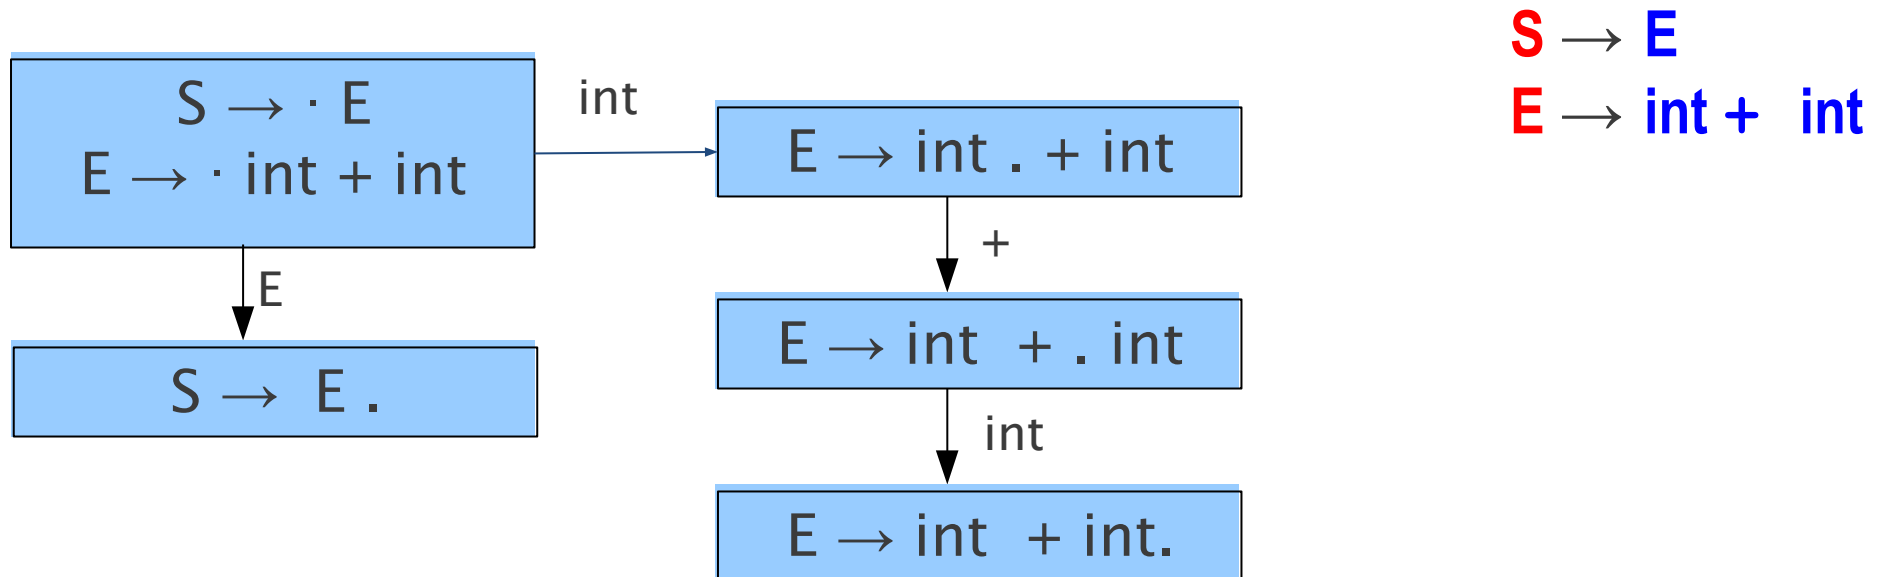 S → · E
E → · int + int
int
E → int . + int
+
E
E → int + . int
S → E .
int
E → int + int.
S → E
E → int + int